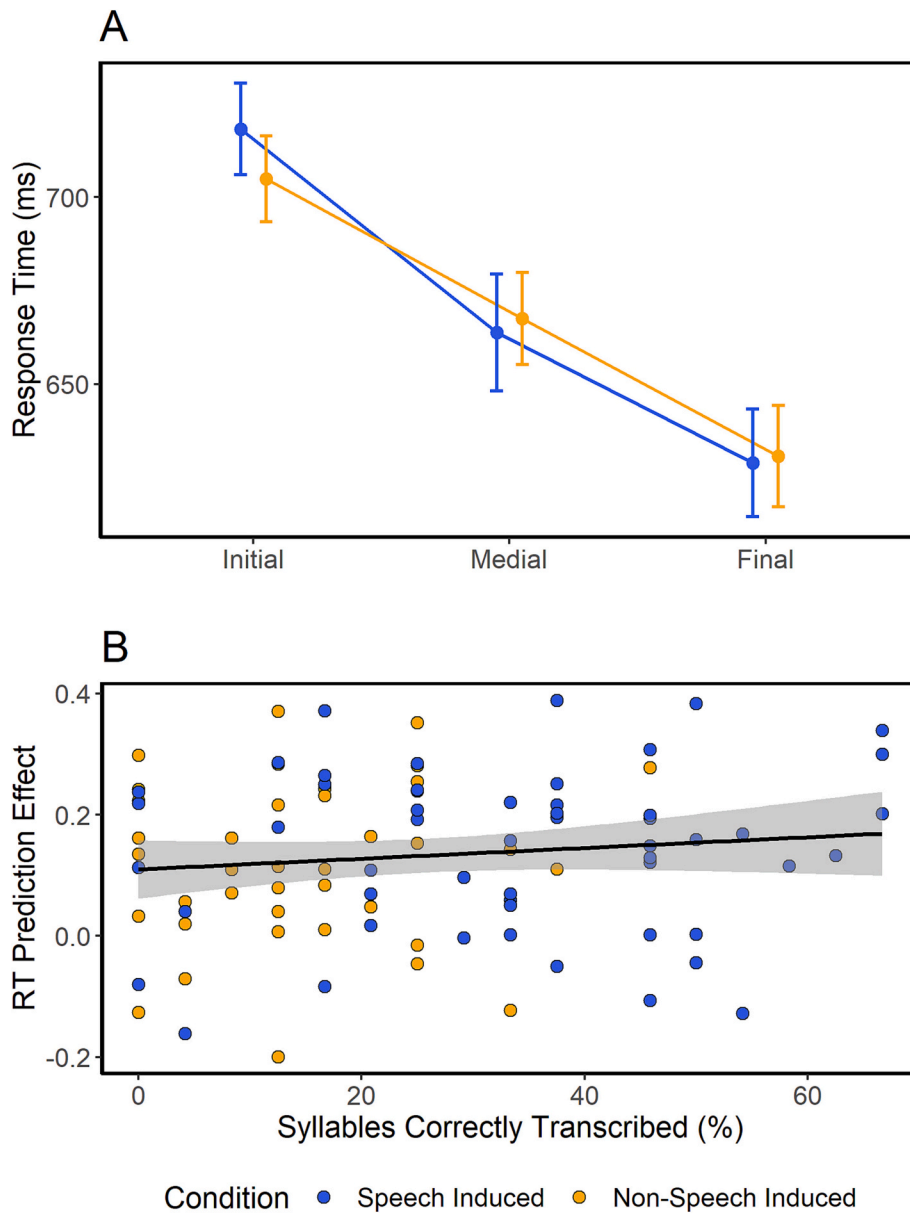 A
Response Time (ms)
700
650
Initial Medial Final
B
RT Prediction Effect
0.4
0.2
0.0
-0.2
0 20 40 60
Syllables Correctly Transcribed (%)
Condition Speech Induced Non-Speech Induced